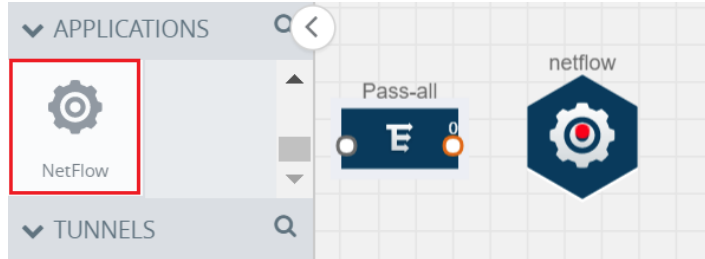 APPLICATIONS
NetFlow
TUNNELS
Pass-all
0
netflow